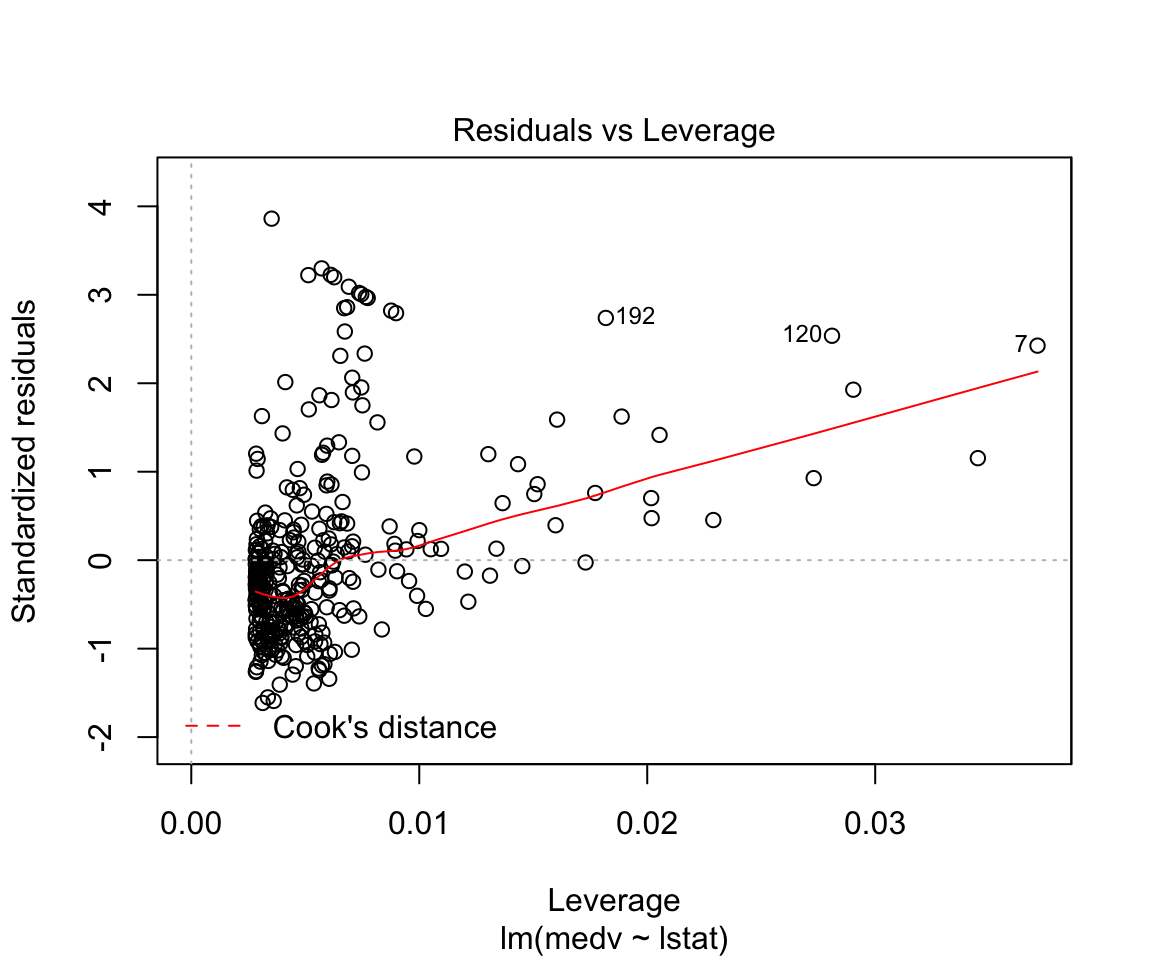 Residuals vs Leverage
Standardized residuals
4
3
2
1
0
-1
-2
192
120
7
Cook's distance
0.00 0.01 0.02 0.03
Leverage
lm(medv ~ lstat)